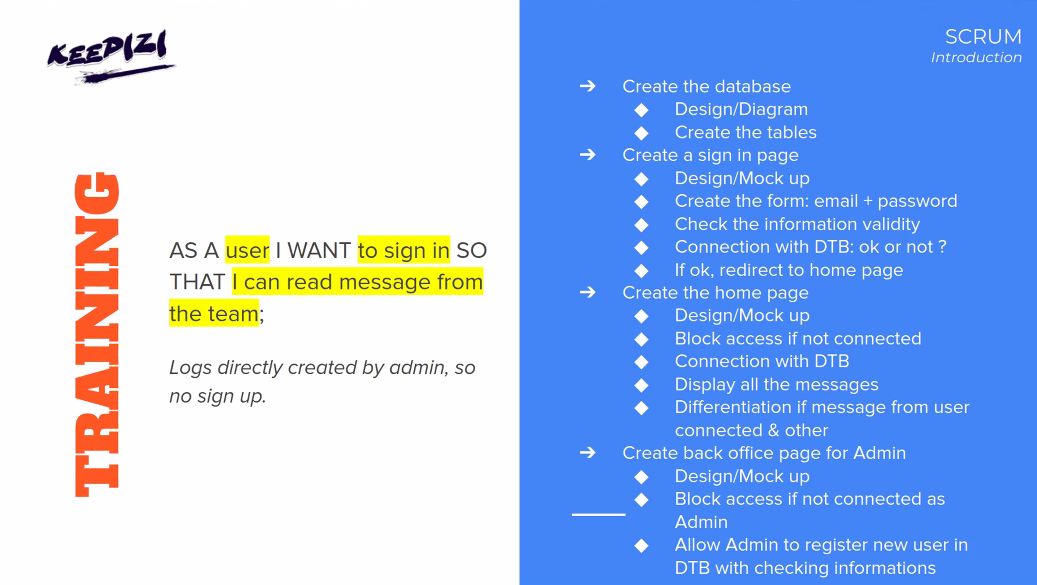 KEEPIZI
TRAINING
AS A user I WANT to sign in SO
THAT I can read message from
the team;
Logs directly created by admin, so
no sign up.
SCRUM
Introduction
➔ Create the database
◆ Design/Diagram
◆ Create the tables
➔ Create a sign in page
◆ Design/Mock up
◆ Create the form: email + password
◆ Check the information validity
◆ Connection with DTB: ok or not ?
◆ If ok, redirect to home page
➔ Create the home page
◆ Design/Mock up
◆ Block access if not connected
◆ Connection with DTB
◆ Display all the messages
◆ Differentiation if message from user
connected & other
➔ Create back office page for Admin
◆ Design/Mock up
◆ Block access if not connected as
Admin
◆ Allow Admin to register new user in
DTB with checking informations